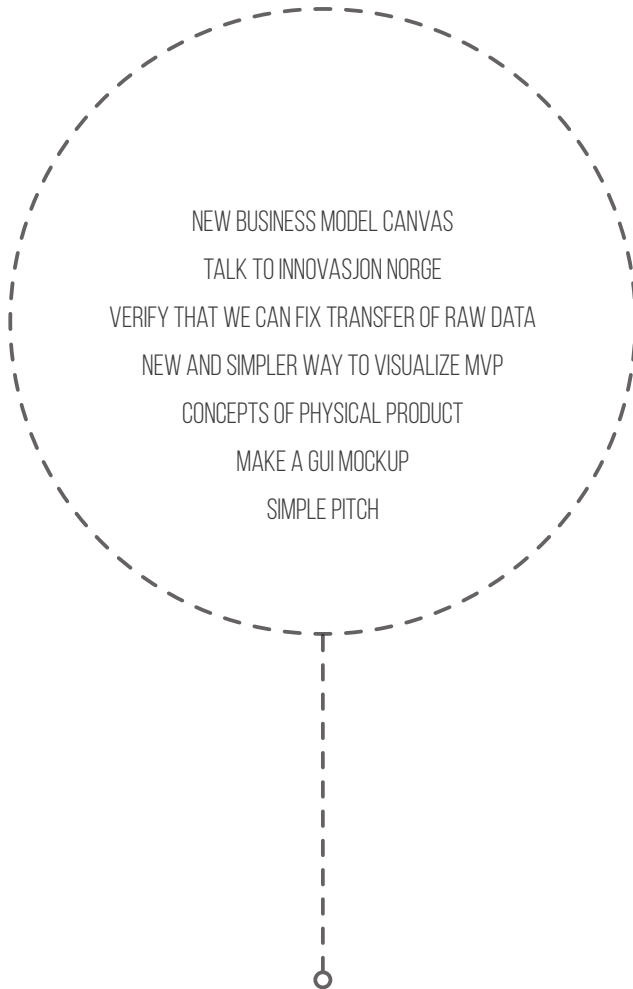 NEW BUSINESS MODEL CANVAS
TALK TO INNOVASJON NORGE
VERIFY THAT WE CAN FIX TRANSFER OF RAW DATA
NEW AND SIMPLER WAY TO VISUALIZE MVP
CONCEPTS OF PHYSICAL PRODUCT
MAKE A GUI MOCKUP
SIMPLE PITCH